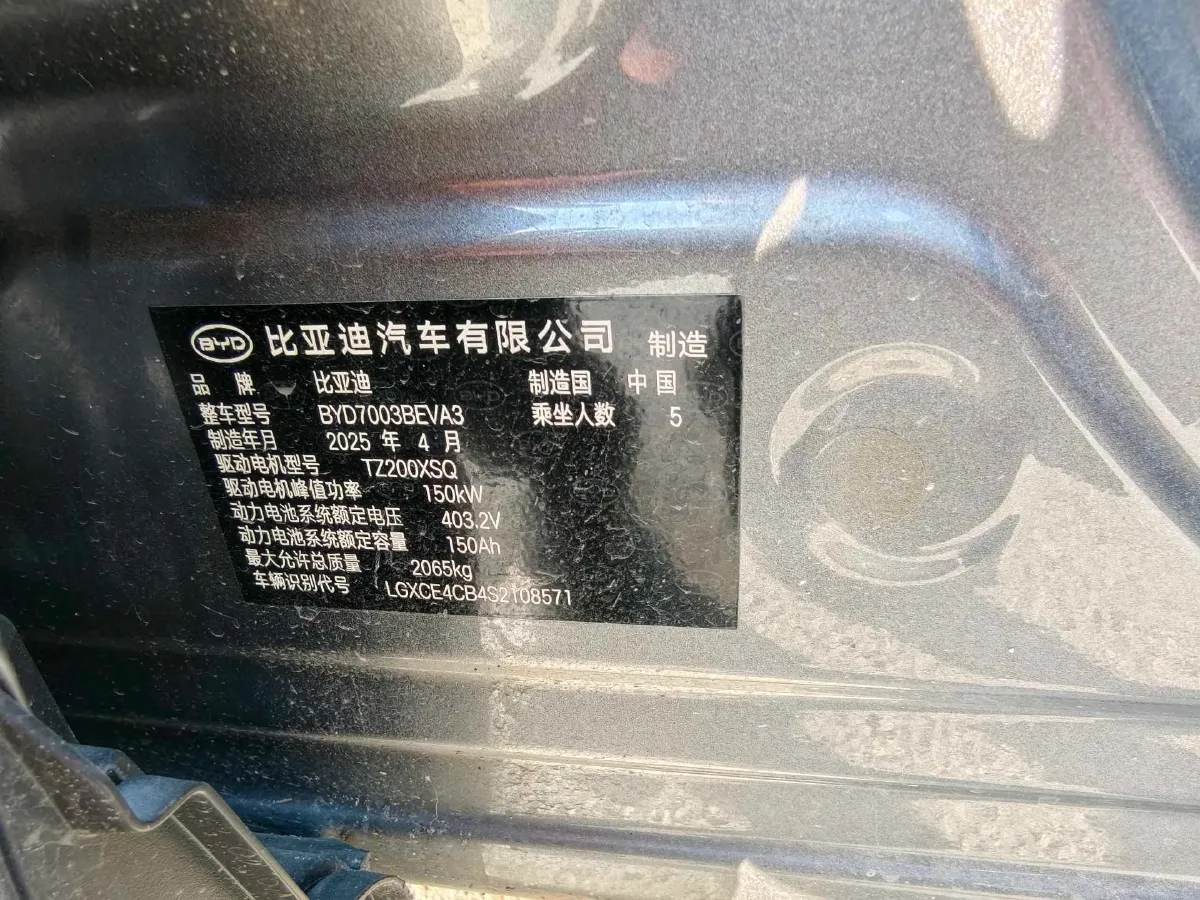 BYD 比亚迪汽车有限公司 制造
品 牌 比亚迪 制造国 中国
整车型号 BYD7003BEVA3 乘坐人数 5
制造年月 2025 年 4 月
驱动电机型号 TZ200XSQ
驱动电机峰值功率 150kW
动力电池系统额定电压 403.2V
动力电池系统额定容量 150Ah
最大允许总质量 2065kg
车辆识别代号 LGXCE4CB4S2108571